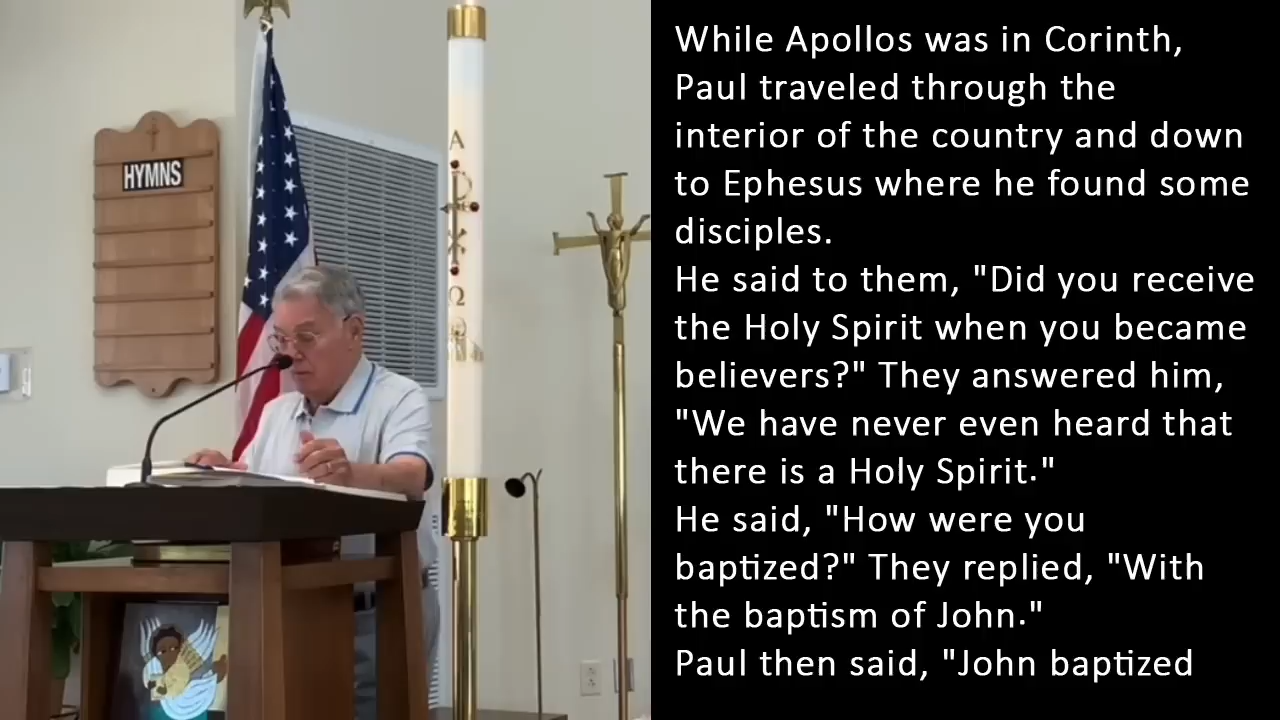 HYMNS
Α
Ω
While Apollos was in Corinth,
Paul traveled through the
interior of the country and down
to Ephesus where he found some
disciples.
He said to them, "Did you receive
the Holy Spirit when you became
believers?" They answered him,
"We have never even heard that
there is a Holy Spirit."
He said, "How were you
baptized?" They replied, "With
the baptism of John."
Paul then said, "John baptized